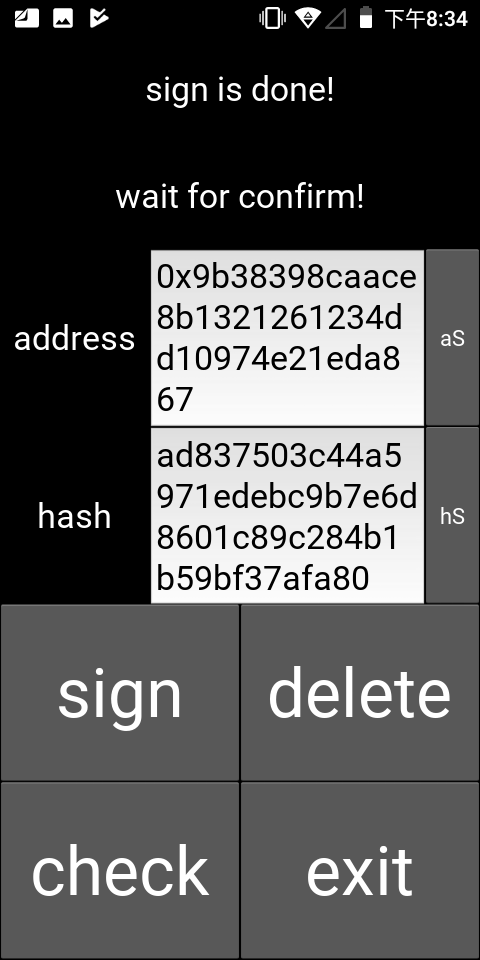 下午8:34
sign is done!
wait for confirm!
address
0x9b38398caace
8b1321261234d
d10974e21eda8
67
aS
hash
ad837503c44a5
971edebc9b7e6d
8601c89c284b1
b59bf37afa80
hS
sign
delete
check
exit